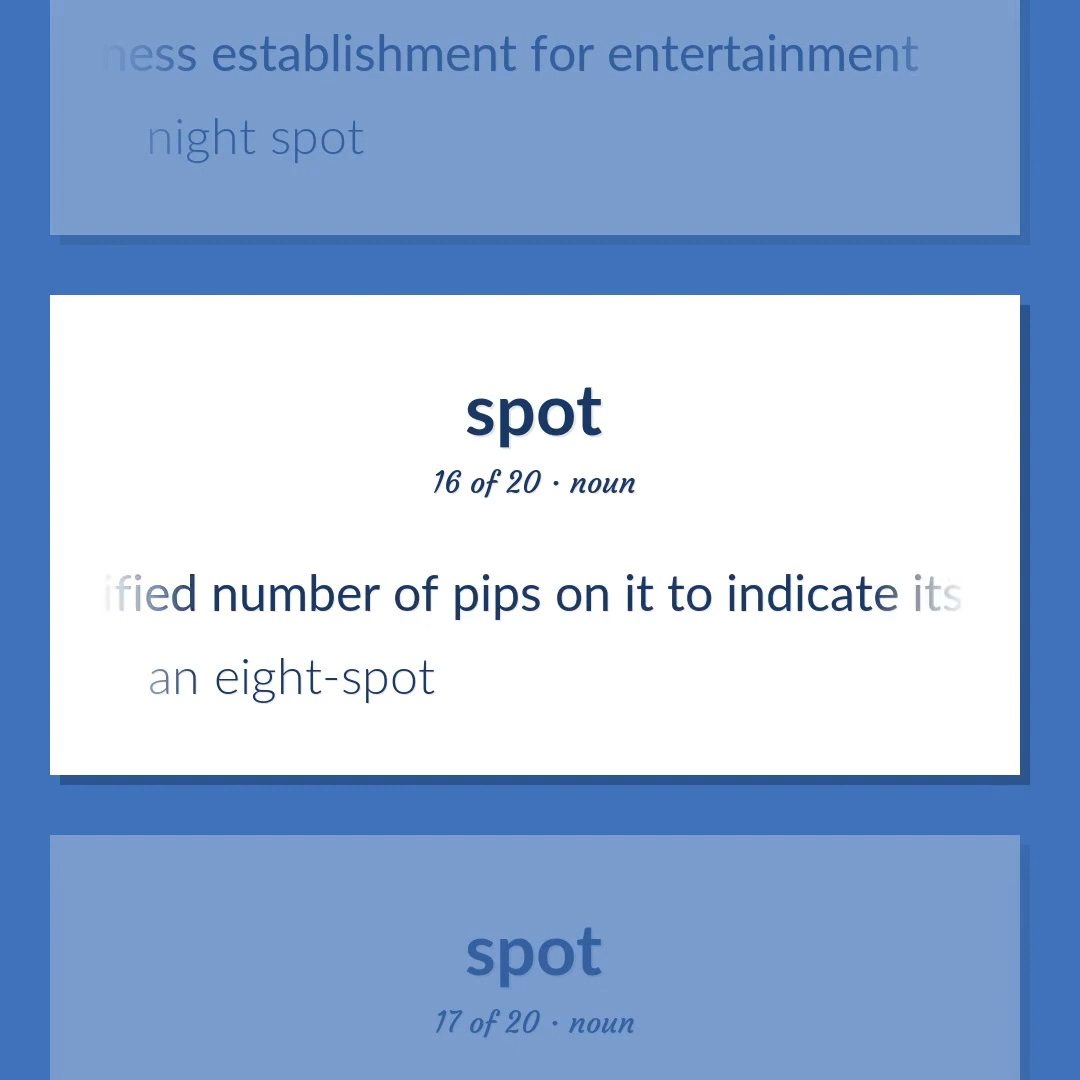 ness establishment for entertainment
night spot
spot
16 of 20 · noun
ified number of pips on it to indicate its
an eight-spot
spot
17 of 20 · noun